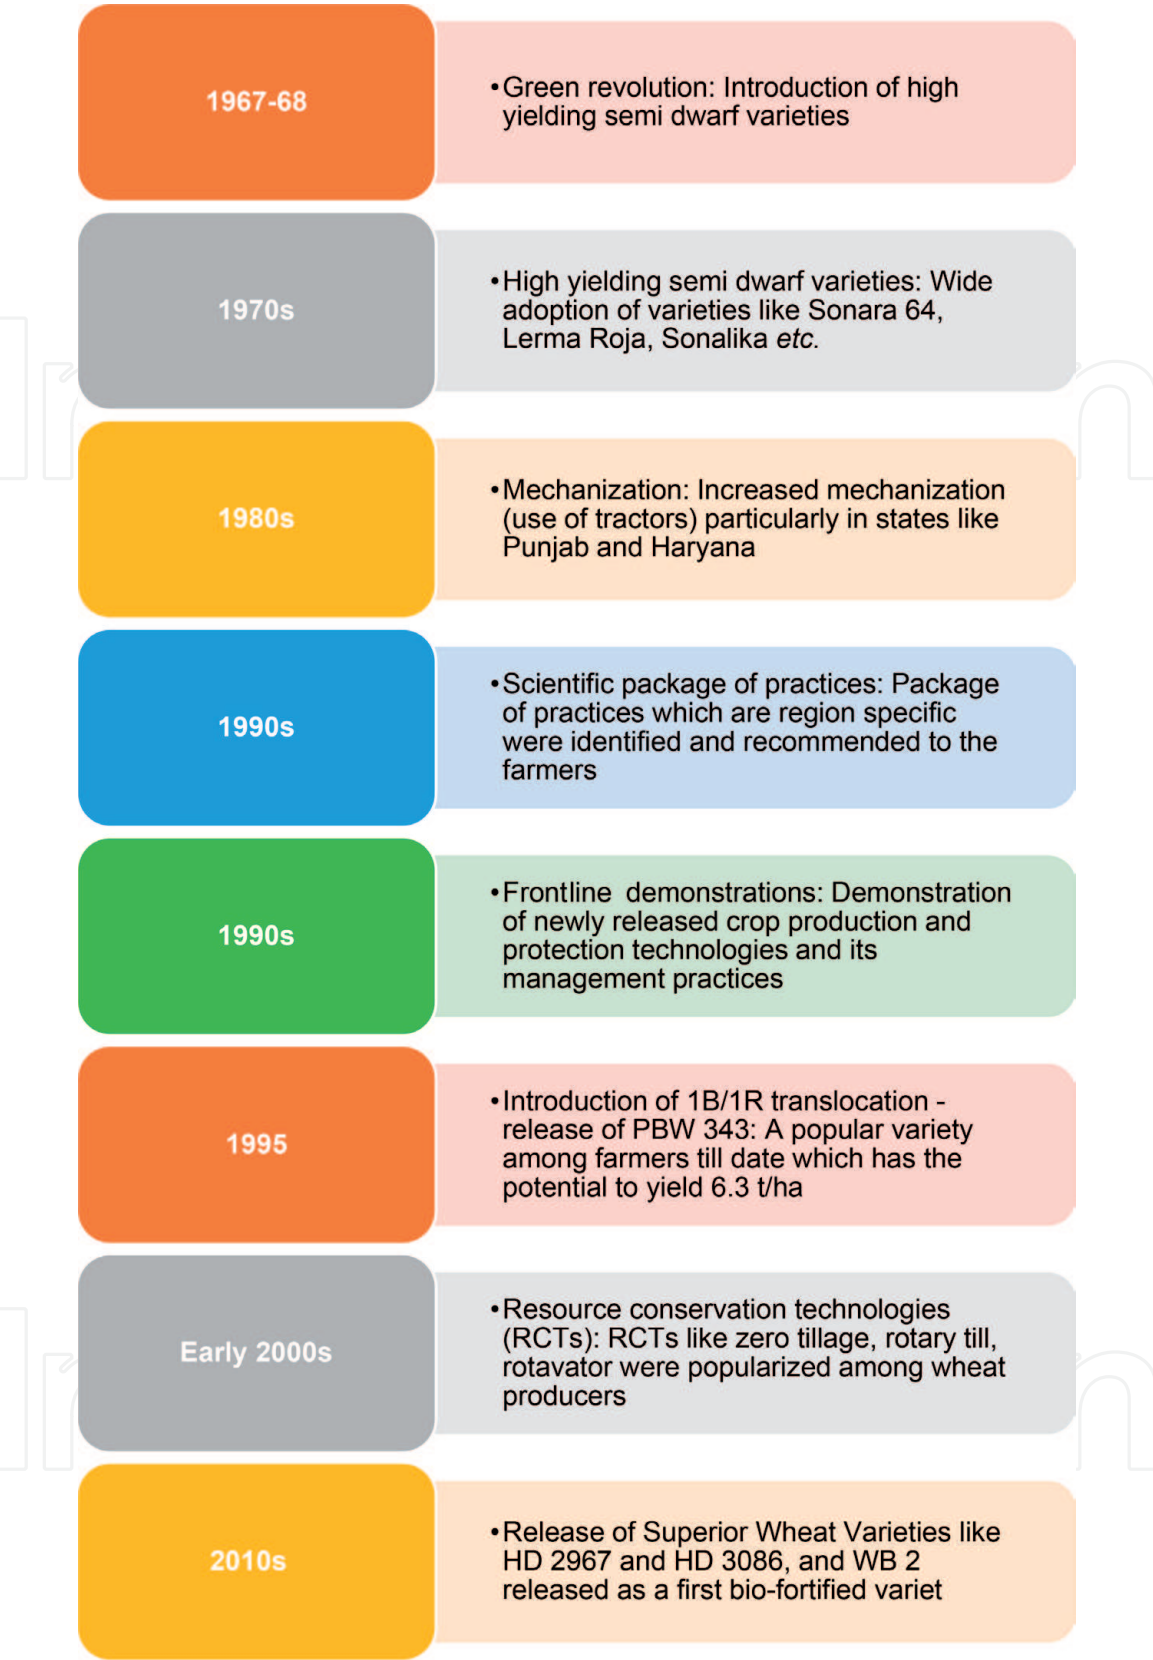 1967-68
•Green revolution: Introduction of high
yielding semi dwarf varieties
1970s
•High yielding semi dwarf varieties: Wide
adoption of varieties like Sonara 64,
Lerma Roja, Sonalika etc.
1980s
•Mechanization: Increased mechanization
(use of tractors) particularly in states like
Punjab and Haryana
1990s
•Scientific package of practices: Package
of practices which are region specific
were identified and recommended to the
farmers
1990s
•Frontline demonstrations: Demonstration
of newly released crop production and
protection technologies and its
management practices
1995
•Introduction of 1B/1R translocation -
release of PBW 343: A popular variety
among farmers till date which has the
potential to yield 6.3 t/ha
Early 2000s
•Resource conservation technologies
(RCTs): RCTs like zero tillage, rotary till,
rotavator were popularized among wheat
producers
2010s
•Release of Superior Wheat Varieties like
HD 2967 and HD 3086, and WB 2
released as a first bio-fortified variet